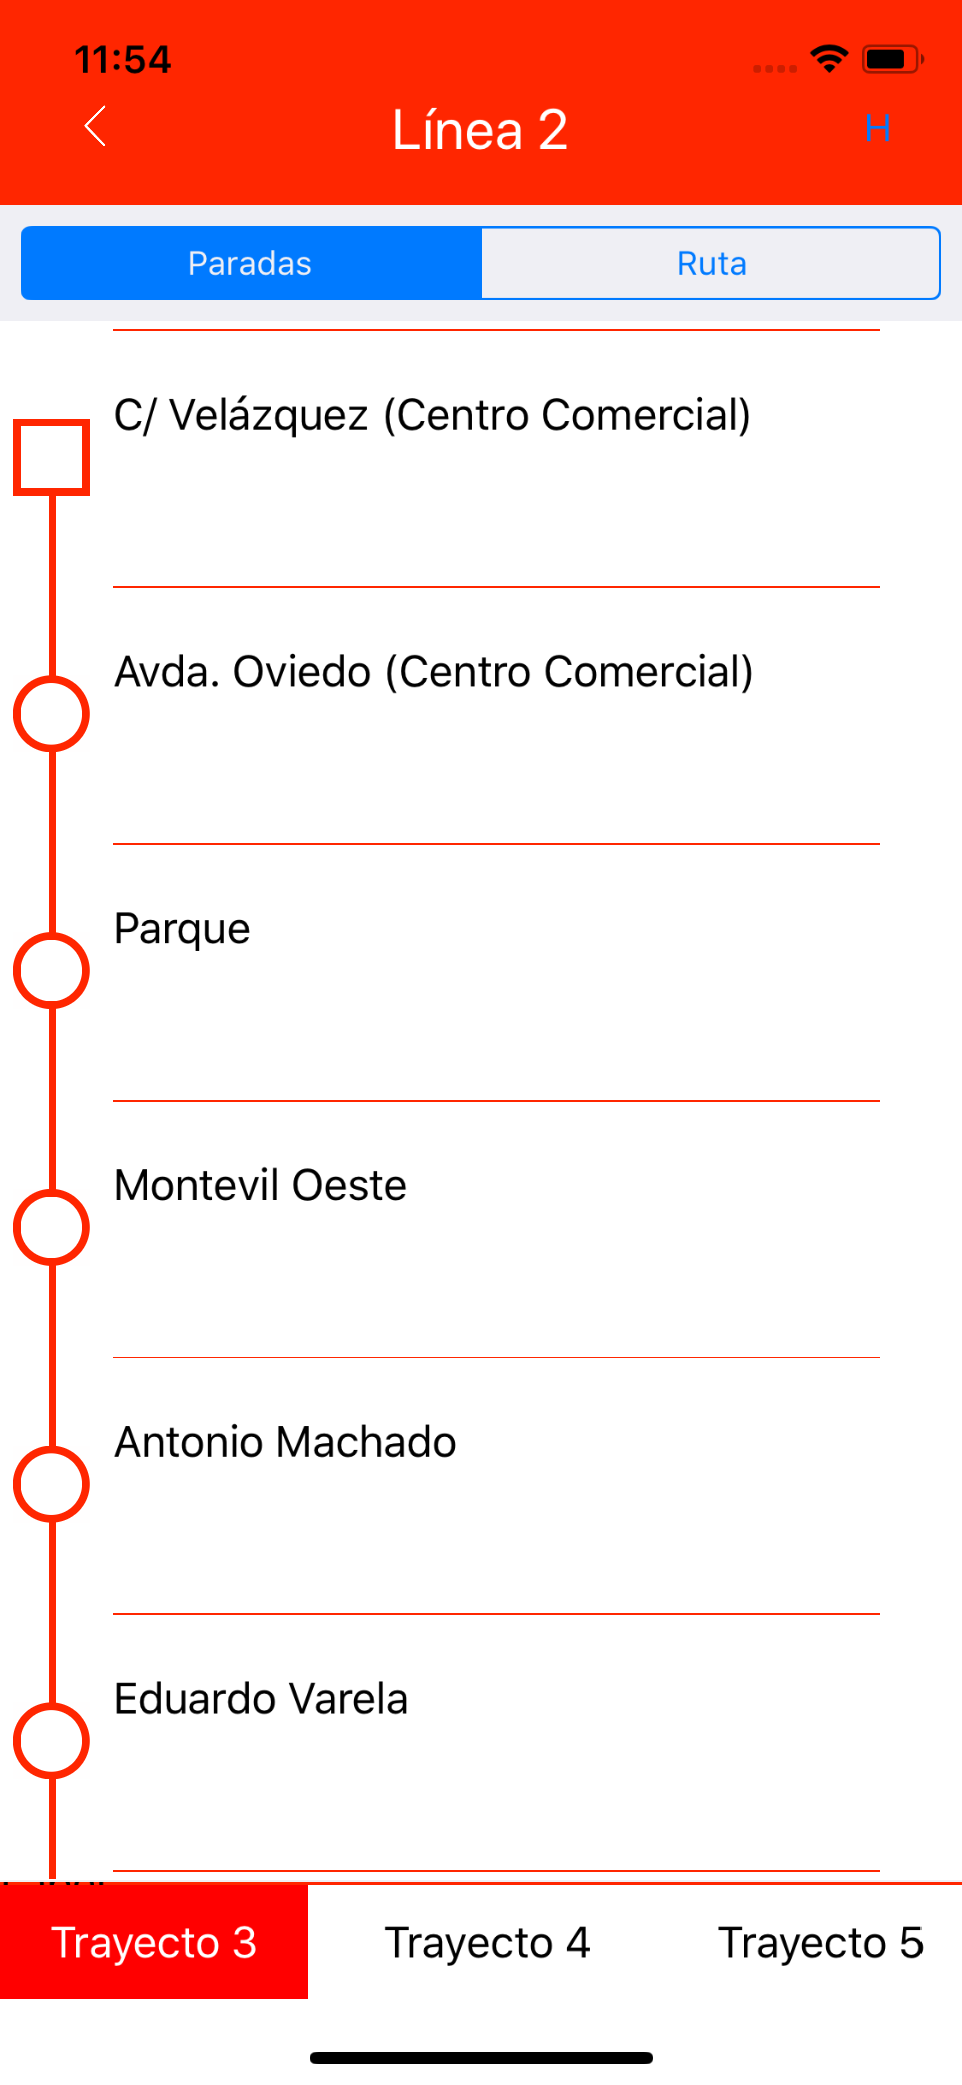 11:54
Línea 2
H
Paradas
Ruta
C/ Velázquez (Centro Comercial)
Avda. Oviedo (Centro Comercial)
Parque
Montevil Oeste
Antonio Machado
Eduardo Varela
Trayecto 3
Trayecto 4
Trayecto 5